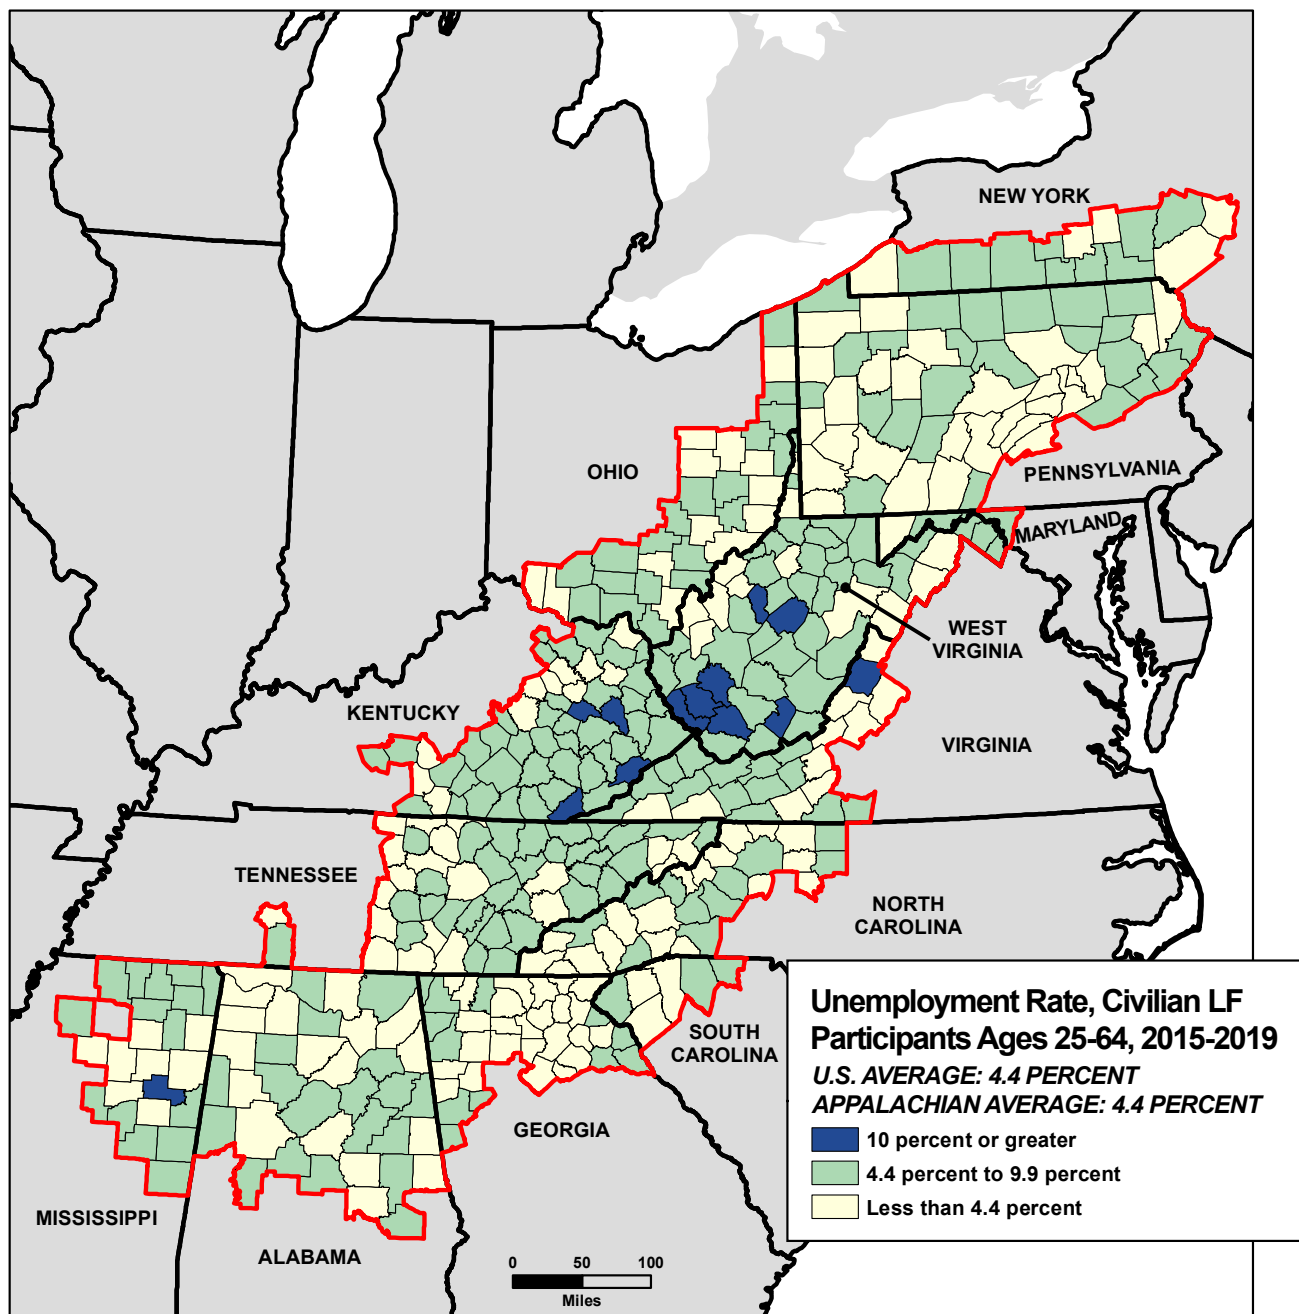 NEW YORK
OHIO
PENNSYLVANIA
MARYLAND
WEST
VIRGINIA
KENTUCKY
VIRGINIA
TENNESSEE
NORTH
CAROLINA
SOUTH
CAROLINA
GEORGIA
MISSISSIPPI
ALABAMA
Unemployment Rate, Civilian LF
Participants Ages 25-64, 2015-2019
U.S. AVERAGE: 4.4 PERCENT
APPALACHIAN AVERAGE: 4.4 PERCENT
10 percent or greater
4.4 percent to 9.9 percent
Less than 4.4 percent
0 50 100
Miles